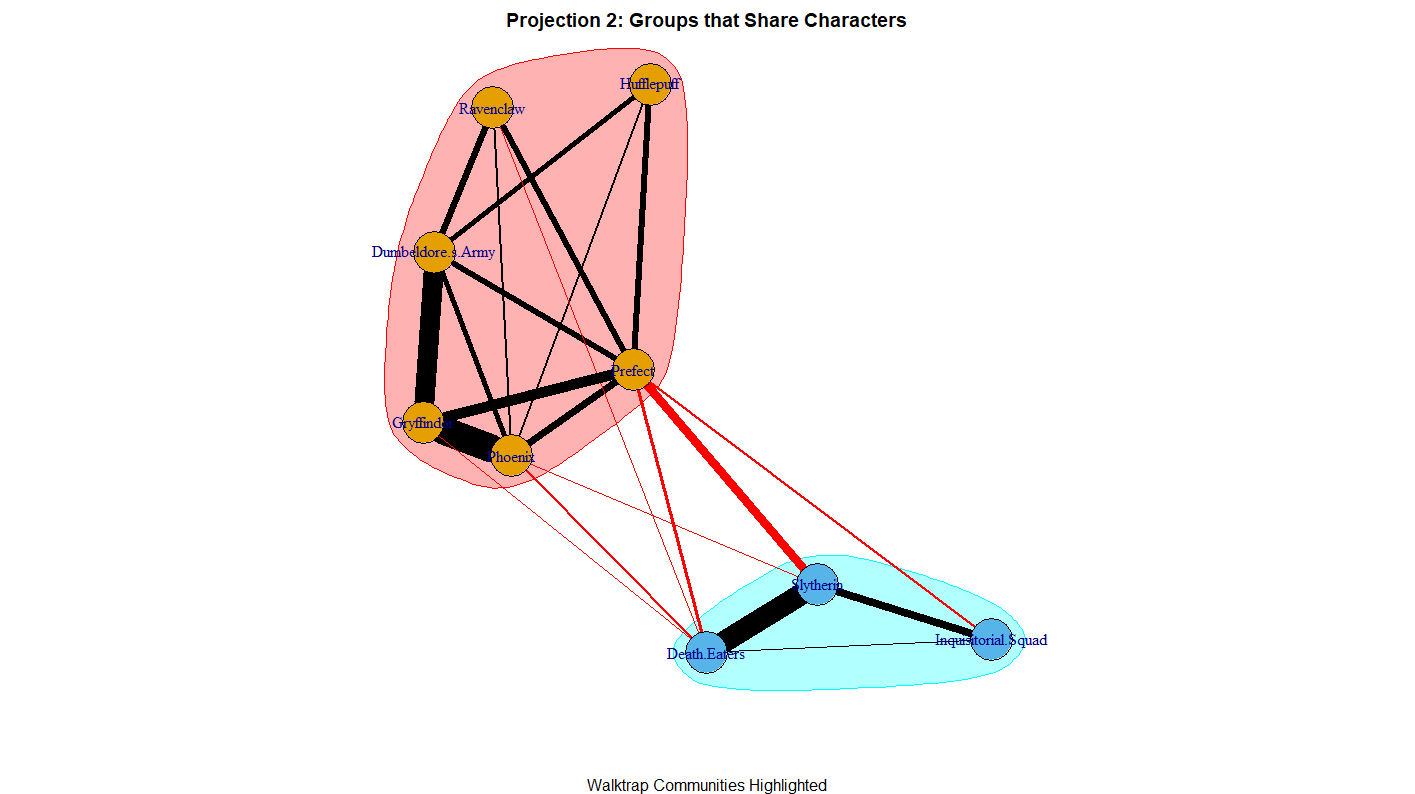 Projection 2: Groups that Share Characters
Hufflepuff
Ravenclaw
Dumbeldore.s.Army
Prefect
Gryffindor
Phoenix
Slytherin
Inquisitorial.Squad
Death.Eaters
Walktrap Communities Highlighted